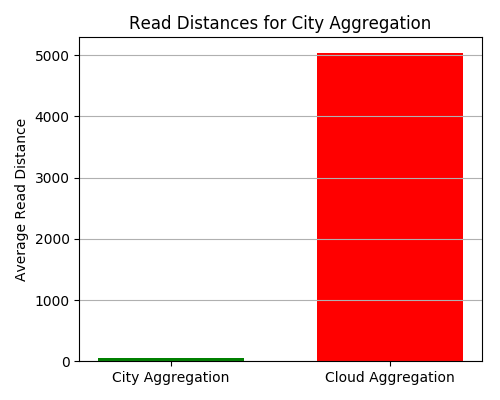 Read Distances for City Aggregation
Average Read Distance
5000
4000
3000
2000
1000
0
City Aggregation
Cloud Aggregation